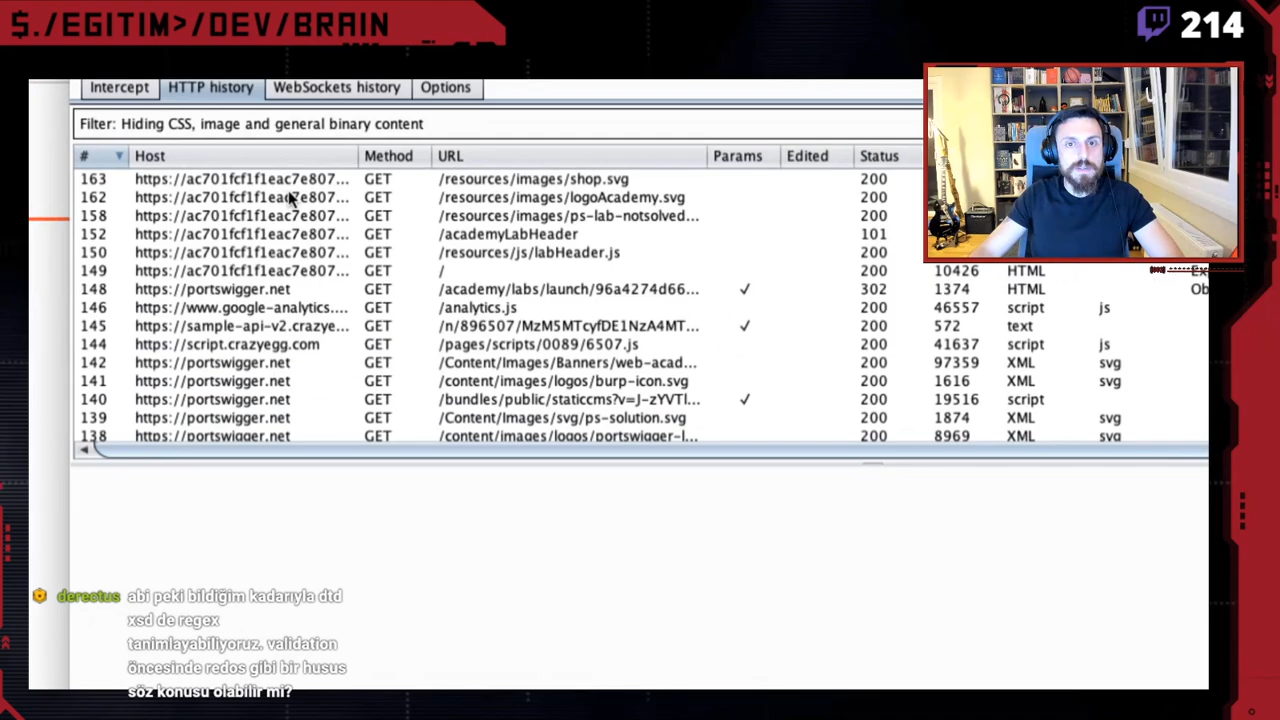 $./EGITIM>/DEV/BRAIN
214
Intercept HTTP history WebSockets history Options
Filter: Hiding CSS, image and general binary content
# Host Method URL Params Edited Status
163 https://ac701fcf1f1eac7e807... GET /resources/images/shop.svg 200
162 https://ac701fcf1f1eac7e807... GET /resources/images/logoAcademy.svg 200
158 https://ac701fcf1f1eac7e807... GET /resources/images/ps-lab-notsolved... 200
152 https://ac701fcf1f1eac7e807... GET /academyLabHeader 101
150 https://ac701fcf1f1eac7e807... GET /resources/js/labHeader.js 200
149 https://ac701fcf1f1eac7e807... GET / 200 10426 HTML Ex
148 https://portswigger.net GET /academy/labs/launch/96a4274d66... ✓ 302 1374 HTML Ob
146 https://www.google-analytics.... GET /analytics.js 200 46557 script js
145 https://sample-api-v2.crazye... GET /n/896507/MzM5MTcyfDE1NzA4MT... ✓ 200 572 text
144 https://script.crazyegg.com GET /pages/scripts/0089/6507.js 200 41637 script js
142 https://portswigger.net GET /Content/Images/Banners/web-acad... 200 97359 XML svg
141 https://portswigger.net GET /content/images/logos/burp-icon.svg 200 1616 XML svg
140 https://portswigger.net GET /bundles/public/staticcms?v=J-zYVTl... ✓ 200 19516 script
139 https://portswigger.net GET /Content/Images/svg/ps-solution.svg 200 1874 XML svg
138 https://portswigger.net GET /content/images/logos/portswigger-l... 200 8969 XML svg
derectus abi peki bildiğim kadarıyla dtd
xsd de regex
tanimlayabiliyoruz. validation
öncesinde redos gibi bir husus
söz konusu olabilir mi?